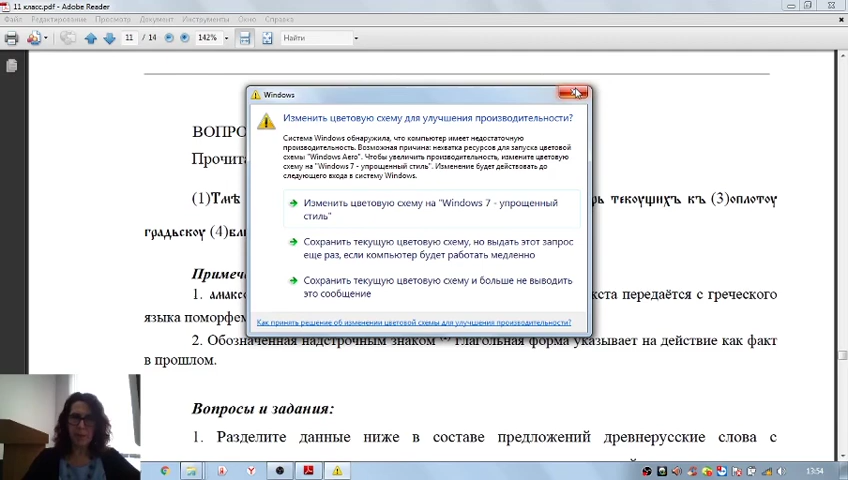 11 класс.pdf - Adobe Reader
Файл Редактирование Просмотр Документ Инструменты Окно Справка
11 / 14 142% Найти
ВОПРО
Прочита
(1)Тмѣ
рь текоущихъ къ (3)оплотоу
градьскоу (4)бл
Примеча
1. амакс
кста передаётся с греческого
языка поморфем
2. Обозначенная надстрочным знаком глагольная форма указывает на действие как факт
в прошлом.
Вопросы и задания:
1. Разделите данные ниже в составе предложений древнерусские слова с
Windows
Изменить цветовую схему для улучшения производительности?
Система Windows обнаружила, что компьютер имеет недостаточную
производительность. Возможная причина: нехватка ресурсов для запуска цветовой
схемы "Windows Aero". Чтобы увеличить производительность, измените цветовую
схему на "Windows 7 - упрощенный стиль". Изменение будет действовать до
следующего входа в систему Windows.
Изменить цветовую схему на "Windows 7 - упрощенный
стиль"
Сохранить текущую цветовую схему, но выдать этот запрос
еще раз, если компьютер будет работать медленно
Сохранить текущую цветовую схему и больше не выводить
это сообщение
Как принять решение об изменении цветовой схемы для улучшения производительности?
13:54